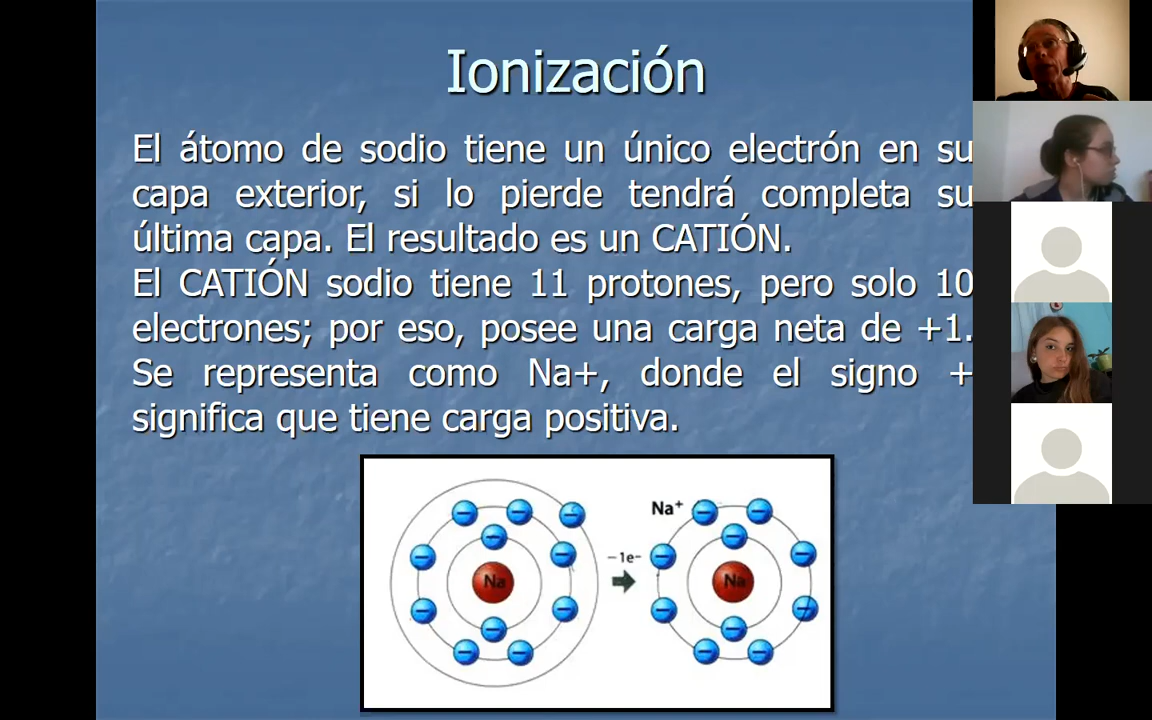 Ionización
El átomo de sodio tiene un único electrón en su
capa exterior, si lo pierde tendrá completa su
última capa. El resultado es un CATIÓN.
El CATIÓN sodio tiene 11 protones, pero solo 10
electrones; por eso, posee una carga neta de +1.
Se representa como Na+, donde el signo +
significa que tiene carga positiva.
Na⁺
−1e−
Na
Na